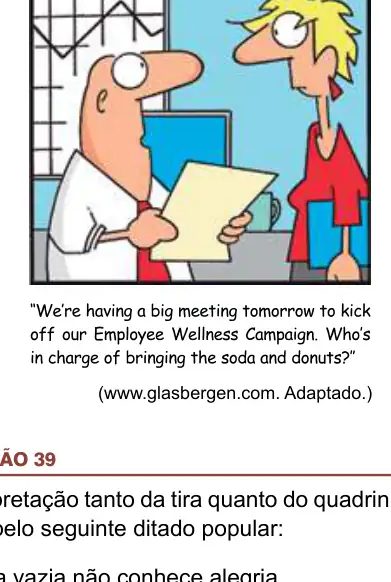 “We’re having a big meeting tomorrow to kick
off our Employee Wellness Campaign. Who’s
in charge of bringing the soda and donuts?”
(www.glasbergen.com. Adaptado.)
ÃO 39
pretação tanto da tira quanto do quadrin
pelo seguinte ditado popular:
a vazia não conhece alegria